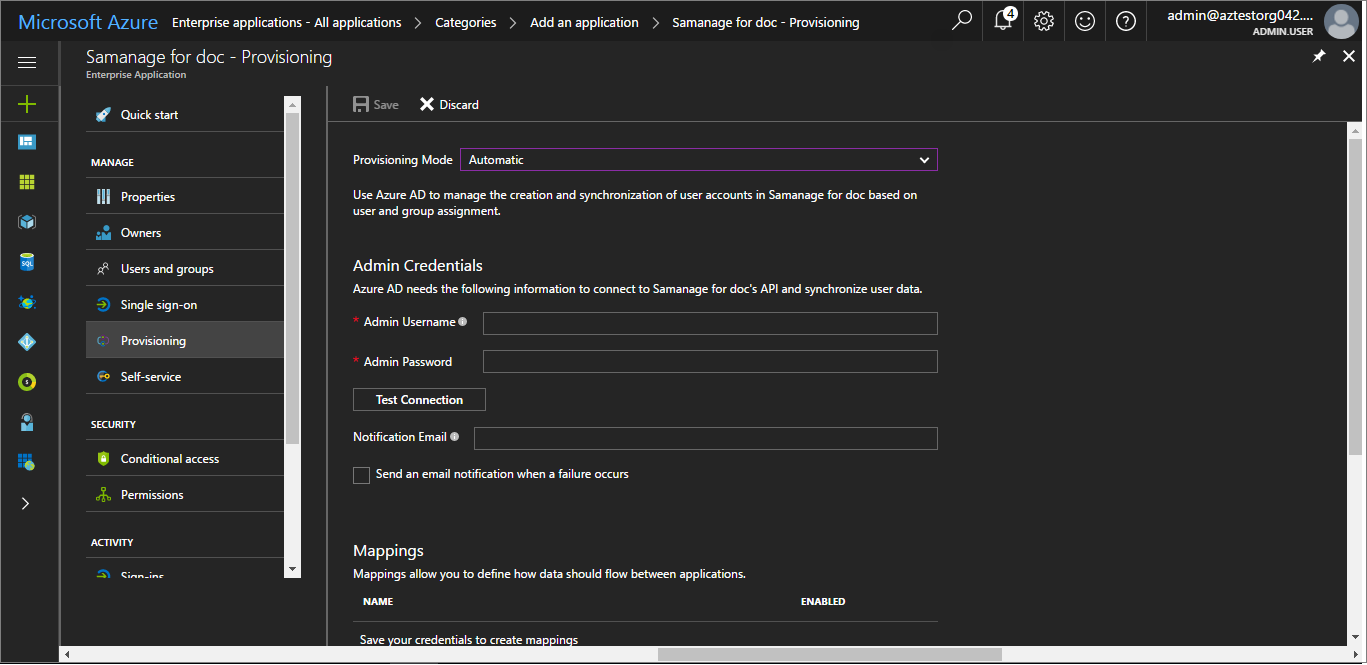 Microsoft Azure Enterprise applications - All applications Categories Add an application Samanage for doc - Provisioning 4 admin@aztestorg042.... ADMIN.USER
Samanage for doc - Provisioning
Enterprise Application
Quick start
MANAGE
Properties
Owners
Users and groups
Single sign-on
Provisioning
Self-service
SECURITY
Conditional access
Permissions
ACTIVITY
Sign-ins
Save Discard
Provisioning Mode Automatic
Use Azure AD to manage the creation and synchronization of user accounts in Samanage for doc based on
user and group assignment.
Admin Credentials
Azure AD needs the following information to connect to Samanage for doc's API and synchronize user data.
* Admin Username
* Admin Password
Test Connection
Notification Email
Send an email notification when a failure occurs
Mappings
Mappings allow you to define how data should flow between applications.
NAME ENABLED
Save your credentials to create mappings
SQL